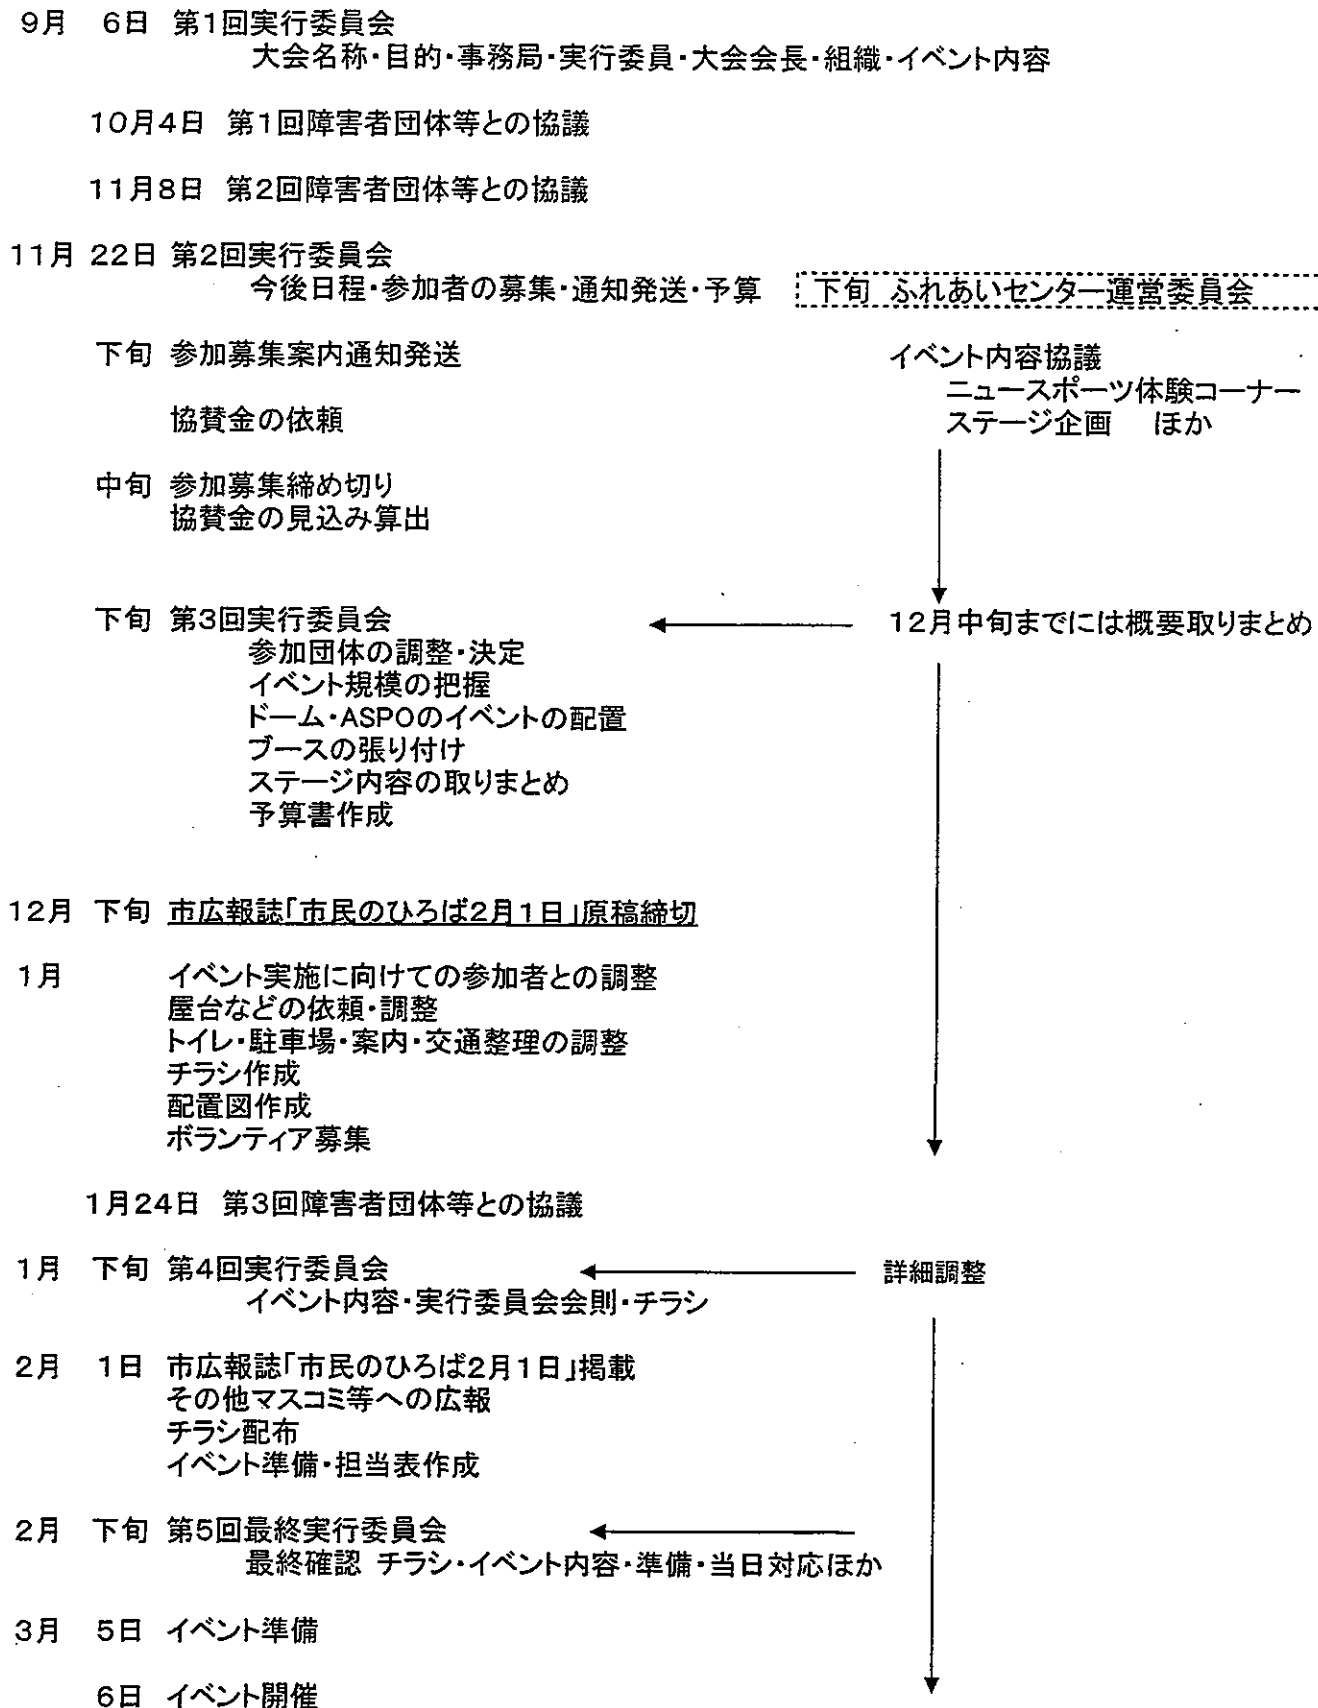 9月 6日 第1回実行委員会
大会名称・目的・事務局・実行委員・大会会長・組織・イベント内容
10月4日 第1回障害者団体等との協議
11月8日 第2回障害者団体等との協議
11月 22日 第2回実行委員会
今後日程・参加者の募集・通知発送・予算 下旬 ふれあいセンター運営委員会
下旬 参加募集案内通知発送 イベント内容協議
ニュースポーツ体験コーナー
協賛金の依頼 ステージ企画 ほか
中旬 参加募集締め切り
協賛金の見込み算出
下旬 第3回実行委員会 12月中旬までには概要取りまとめ
参加団体の調整・決定
イベント規模の把握
ドーム・ASPOのイベントの配置
ブースの張り付け
ステージ内容の取りまとめ
予算書作成
12月 下旬 市広報誌「市民のひろば2月1日」原稿締切
1月 イベント実施に向けての参加者との調整
屋台などの依頼・調整
トイレ・駐車場・案内・交通整理の調整
チラシ作成
配置図作成
ボランティア募集
1月24日 第3回障害者団体等との協議
1月 下旬 第4回実行委員会 詳細調整
イベント内容・実行委員会会則・チラシ
2月 1日 市広報誌「市民のひろば2月1日」掲載
その他マスコミ等への広報
チラシ配布
イベント準備・担当表作成
2月 下旬 第5回最終実行委員会
最終確認 チラシ・イベント内容・準備・当日対応ほか
3月 5日 イベント準備
6日 イベント開催